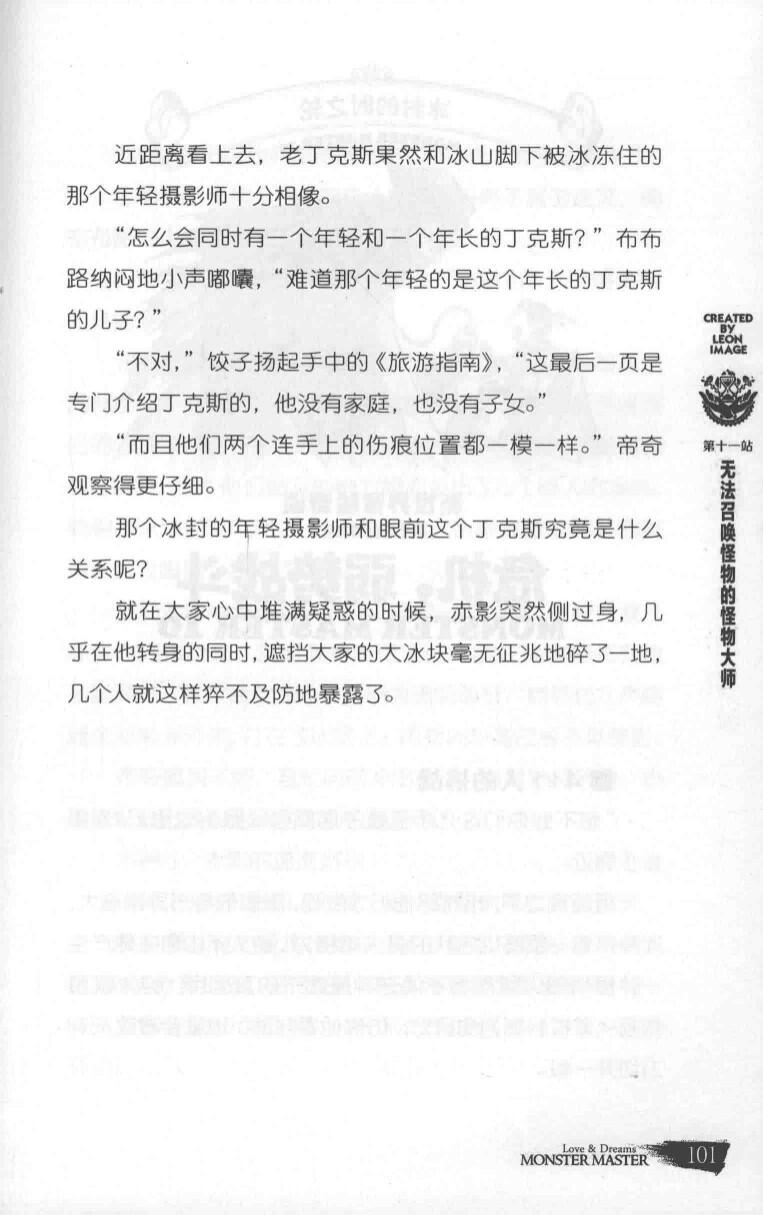 近距离看上去，老丁克斯果然和冰山脚下被冰冻住的
那个年轻摄影师十分相像。
“怎么会同时有一个年轻和一个年长的丁克斯？”布布
路纳闷地小声嘟囔，“难道那个年轻的是这个年长的丁克斯
的儿子？”
“不对，”饺子扬起手中的《旅游指南》，“这最后一页是
专门介绍丁克斯的，他没有家庭，也没有子女。”
“而且他们两个连手上的伤痕位置都一模一样。”帝奇
观察得更仔细。
那个冰封的年轻摄影师和眼前这个丁克斯究竟是什么
关系呢？
就在大家心中堆满疑惑的时候，赤影突然侧过身，几
乎在他转身的同时，遮挡大家的大冰块毫无征兆地碎了一地，
几个人就这样猝不及防地暴露了。
CREATED
BY
LEON
IMAGE
第十一站
无法召唤怪物的怪物大师
Love & Dreams
MONSTER MASTER 101